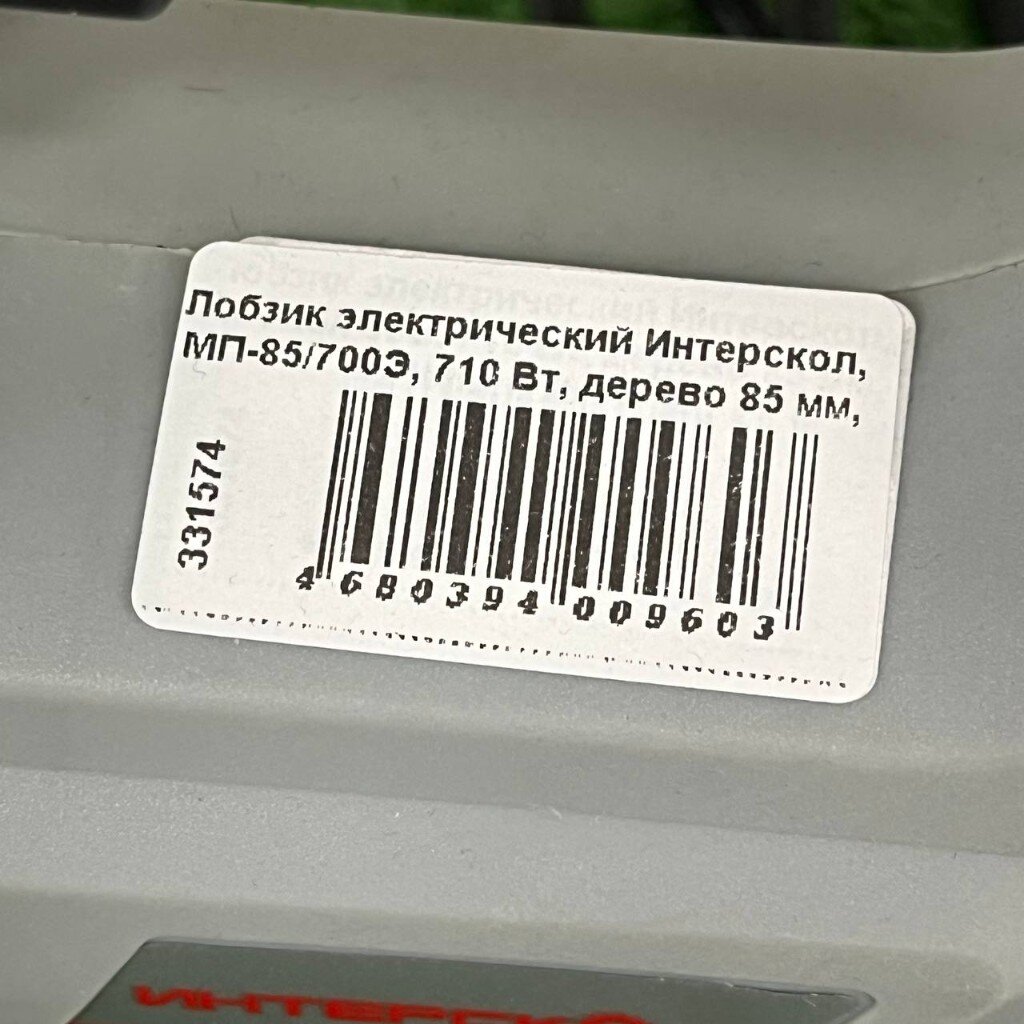 Лобзик электрический Интерскол,
МП-85/700Э, 710 Вт, дерево 85 мм,
331574
4 680394 009603